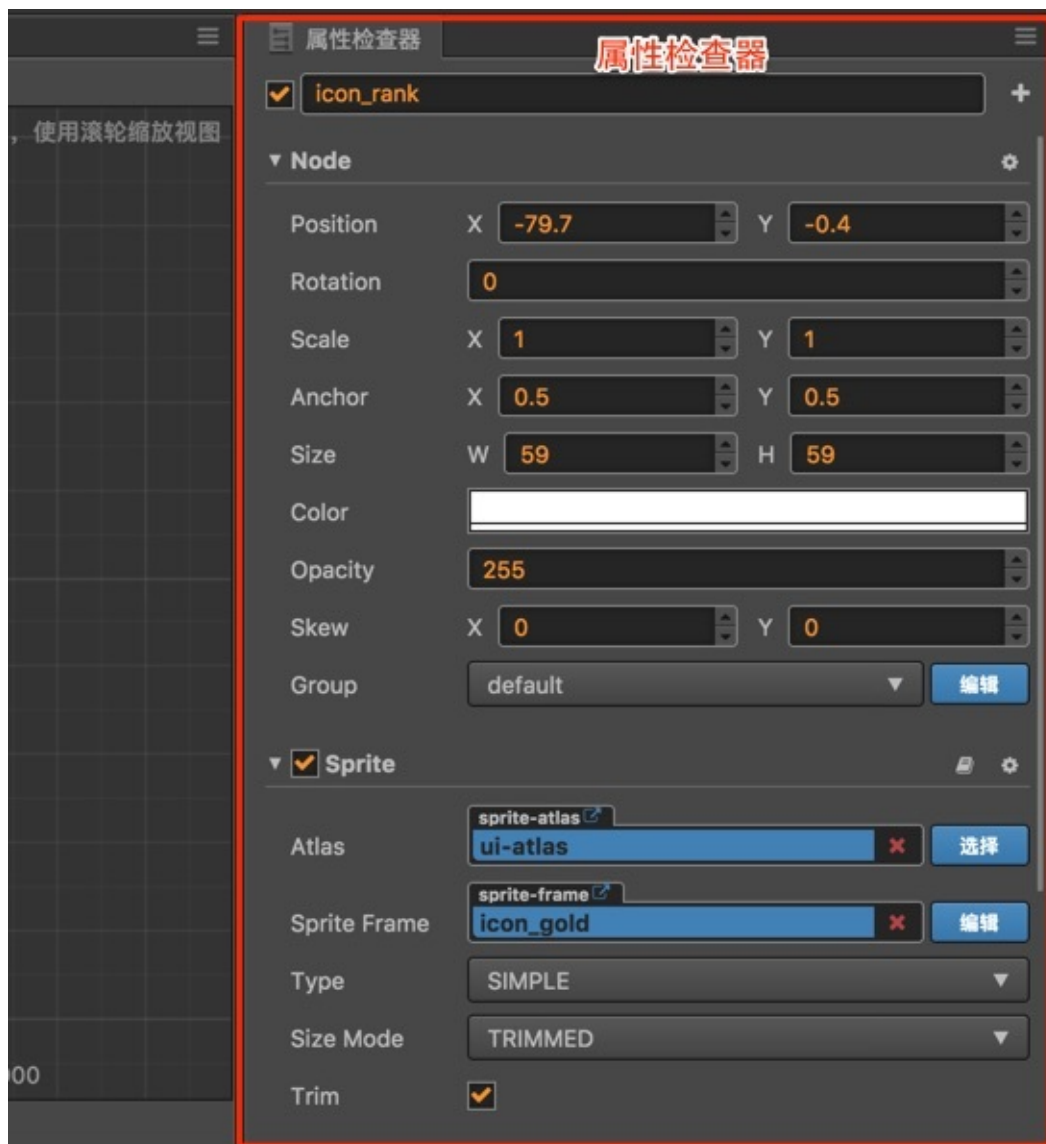 属性检查器
属性检查器
icon_rank
，使用滚轮缩放视图
Node
Position X -79.7 Y -0.4
Rotation 0
Scale X 1 Y 1
Anchor X 0.5 Y 0.5
Size W 59 H 59
Color
Opacity 255
Skew X 0 Y 0
Group default 编辑
Sprite
sprite-atlas
Atlas ui-atlas 选择
sprite-frame
Sprite Frame icon_gold 编辑
Type SIMPLE
Size Mode TRIMMED
000
Trim